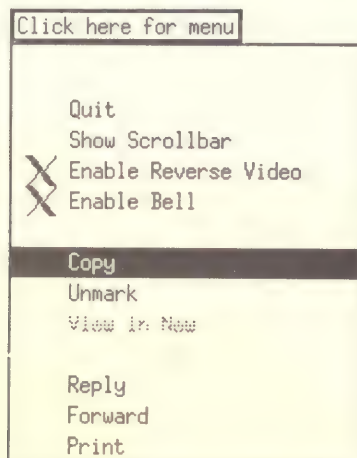 Click here for menu
Quit
Show Scrollbar
Enable Reverse Video
Enable Bell
Copy
Unmark
View in New
Reply
Forward
Print